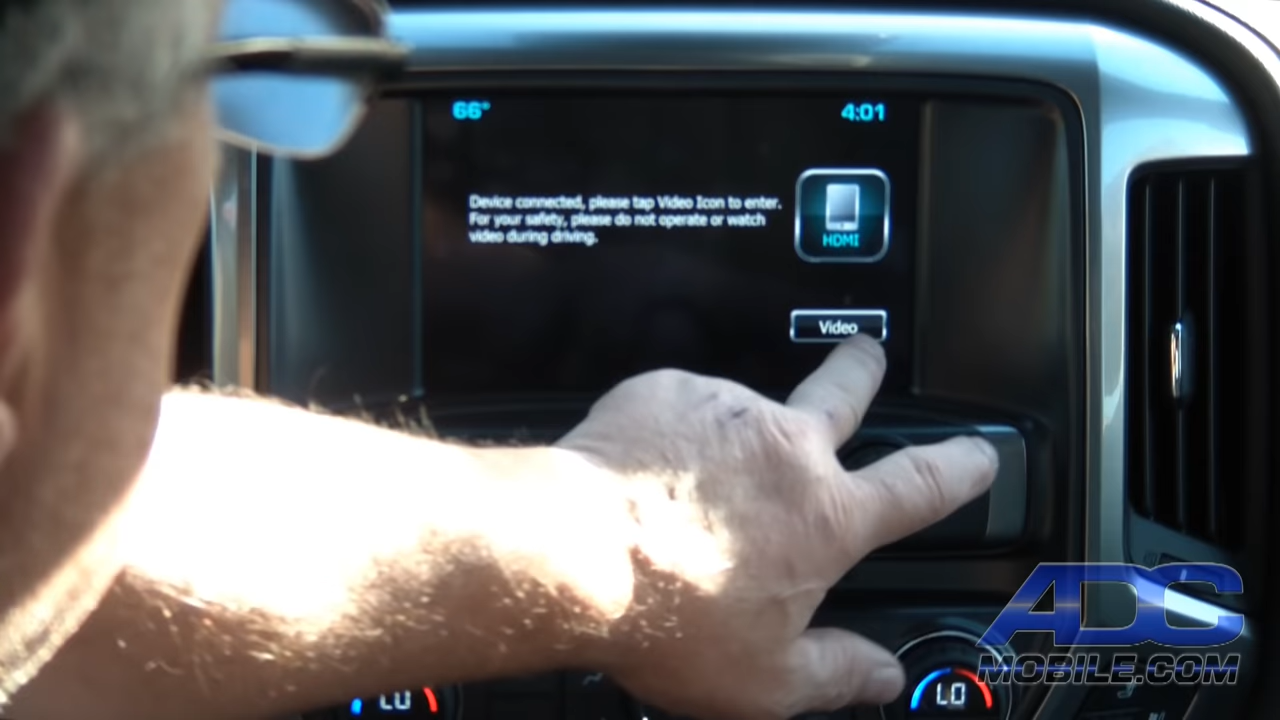 66°
4:01
Device connected, please tap Video Icon to enter.
For your safety, please do not operate or watch
video during driving.
HDMI
Video
ADC
MOBILE.COM
LO
LO